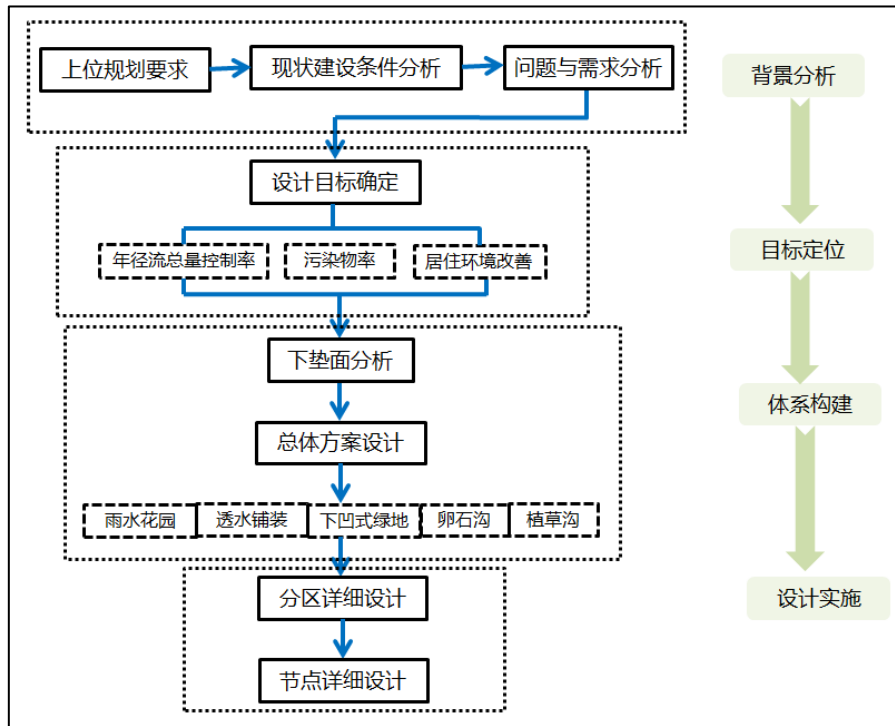 上位规划要求
现状建设条件分析
问题与需求分析
背景分析
设计目标确定
年径流总量控制率
污染物率
居住环境改善
目标定位
下垫面分析
总体方案设计
雨水花园
透水铺装
下凹式绿地
卵石沟
植草沟
体系构建
分区详细设计
节点详细设计
设计实施